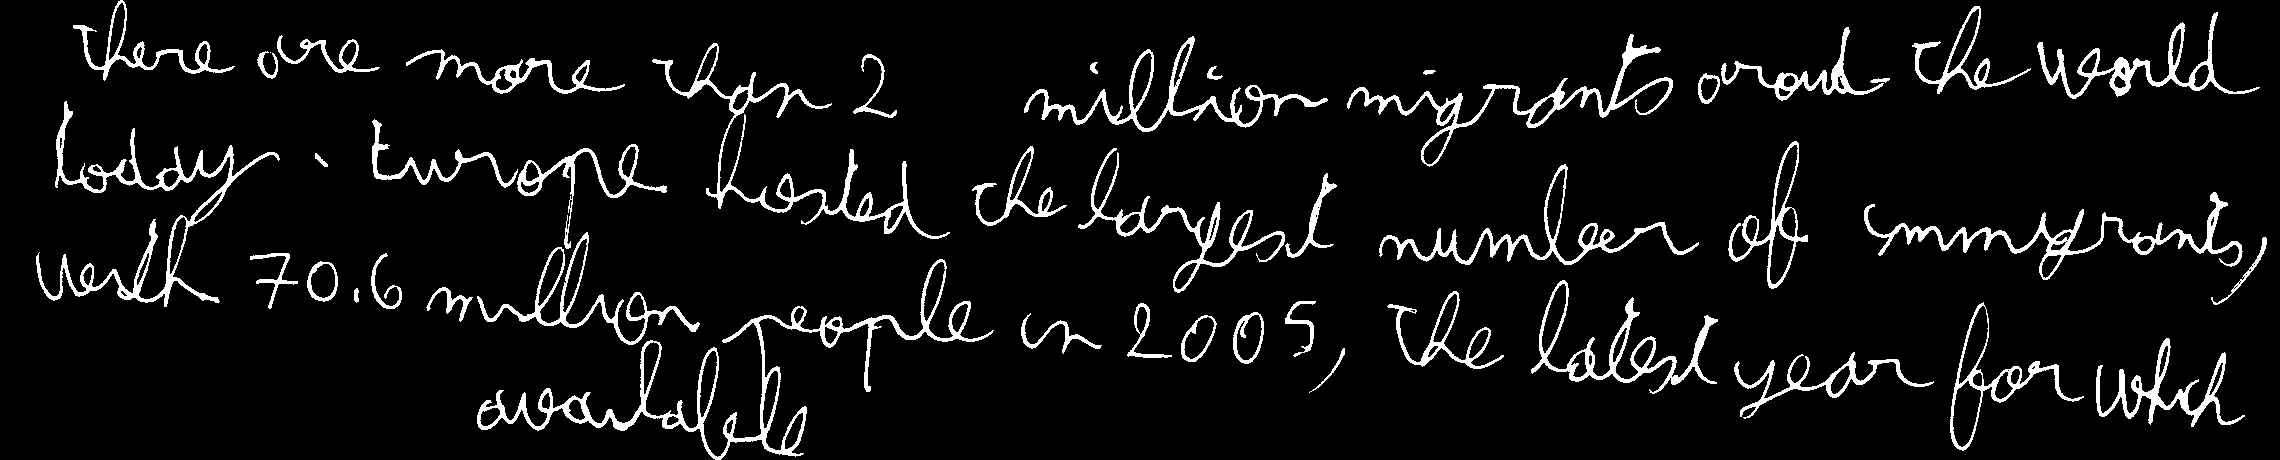 there are more than 2 million migrants aroud the world
today. Europe hosted the largest number of immigrants,
with 70.6 million people in 2005, the latest year for which
available